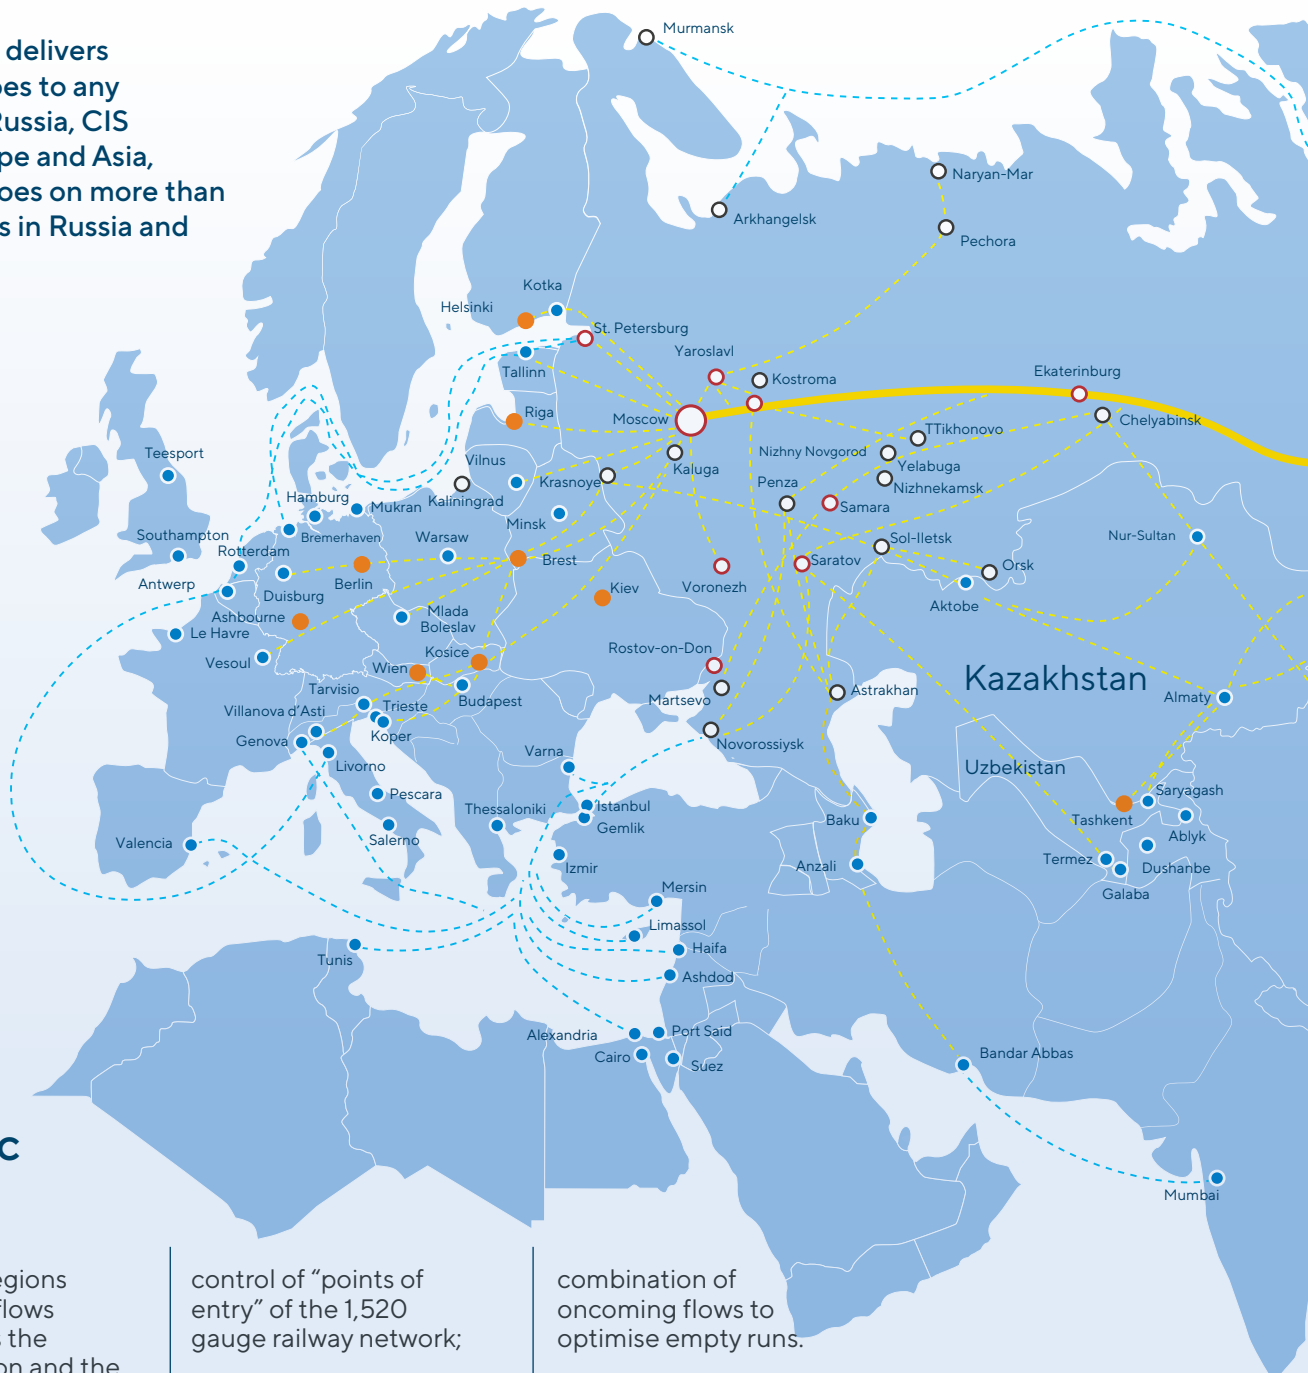 delivers
oes to any
Russia, CIS
pe and Asia,
oes on more than
s in Russia and
Murmansk
Naryan-Mar
Arkhangelsk
Pechora
Kotka
Helsinki
St. Petersburg
Yaroslavl
Tallinn
Kostroma
Ekaterinburg
Riga
Moscow
Chelyabinsk
TTikhonovo
Teesport
Vilnus
Kaluga
Nizhny Novgorod
Yelabuga
Krasnoye
Penza
Nizhnekamsk
Hamburg
Mukran
Kaliningrad
Samara
Minsk
Southampton
Bremerhaven
Warsaw
Sol-Iletsk
Nur-Sultan
Rotterdam
Brest
Saratov
Orsk
Antwerp
Duisburg
Berlin
Voronezh
Kiev
Aktobe
Ashbourne
Mlada
Boleslav
Le Havre
Vesoul
Kosice
Rostov-on-Don
Wien
Kazakhstan
Tarvisio
Martsevo
Astrakhan
Almaty
Villanova d'Asti
Trieste
Budapest
Genova
Koper
Novorossiysk
Livorno
Varna
Uzbekistan
Pescara
Thessaloniki
Istanbul
Saryagash
Gemlik
Baku
Tashkent
Valencia
Salerno
Ablyk
Izmir
Anzali
Termez
Dushanbe
Mersin
Galaba
Limassol
Tunis
Haifa
Ashdod
Alexandria
Port Said
Cairo
Suez
Bandar Abbas
c
Mumbai
egions
flows
s the
on and the
control of “points of
entry” of the 1,520
gauge railway network;
combination of
oncoming flows to
optimise empty runs.